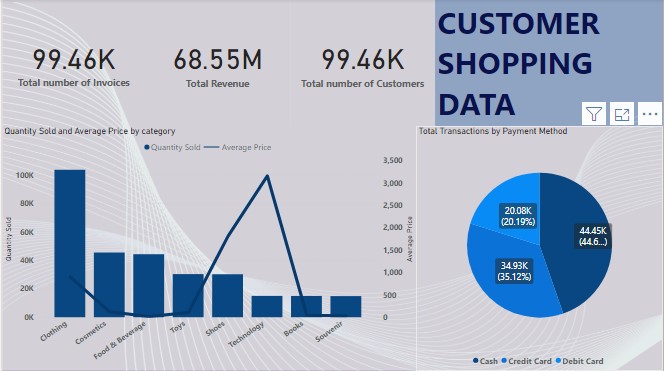 99.46K
Total number of Invoices
68.55M
Total Revenue
99.46K
Total number of Customers
CUSTOMER
SHOPPING
DATA
Quantity Sold and Average Price by category
Quantity Sold
Average Price
Quantity Sold
100K
80K
60K
40K
20K
0K
3,500
3,000
2,500
2,000
1,500
1,000
500
0
Average Price
Clothing
Cosmetics
Food & Beverage
Toys
Shoes
Technology
Books
Souvenir
Total Transactions by Payment Method
20.08K
(20.19%)
44.45K
(44.6...)
34.93K
(35.12%)
Cash
Credit Card
Debit Card